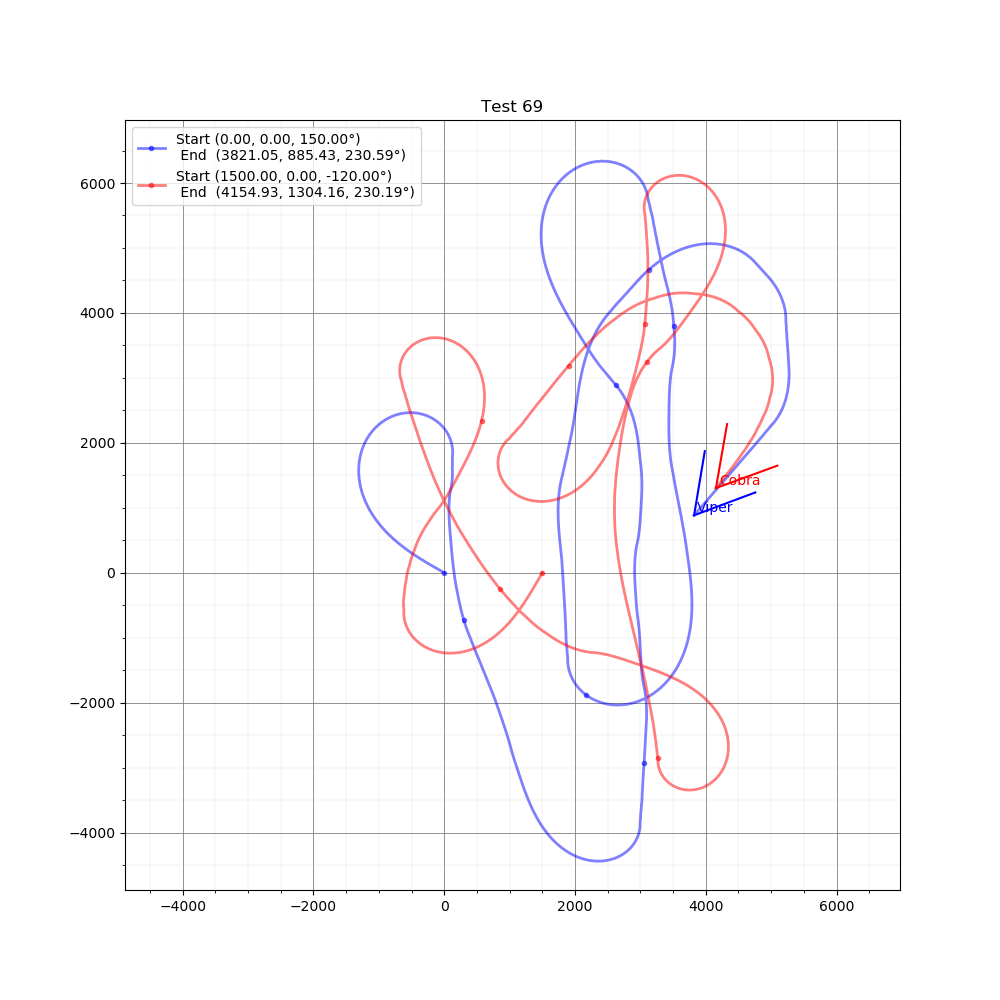 Test 69
Start (0.00, 0.00, 150.00°)
End (3821.05, 885.43, 230.59°)
Start (1500.00, 0.00, -120.00°)
End (4154.93, 1304.16, 230.19°)
6000
4000
2000
0
−2000
−4000
Cobra
Viper
−4000 −2000 0 2000 4000 6000